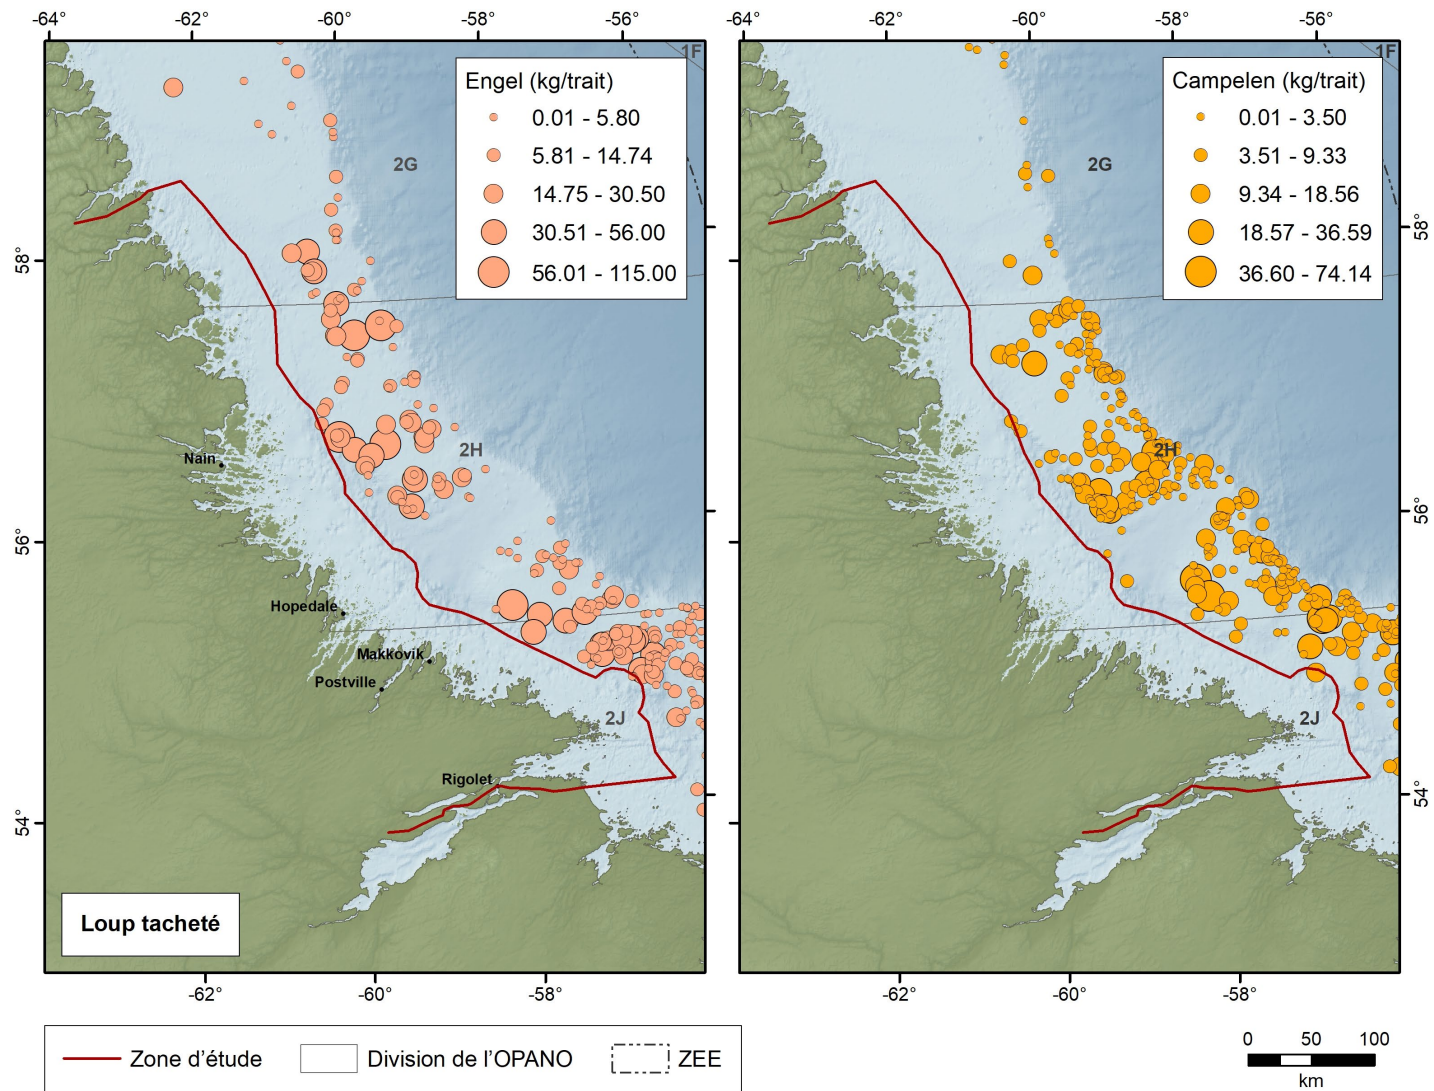 -64° -62° -60° -58° -56° -64° -62° -60° -58° -56°
1F 1F
Engel (kg/trait)
0.01 - 5.80
5.81 - 14.74
14.75 - 30.50
30.51 - 56.00
56.01 - 115.00
Campelen (kg/trait)
0.01 - 3.50
3.51 - 9.33
9.34 - 18.56
18.57 - 36.59
36.60 - 74.14
2G 2G
58° 58°
2H 2H
Nain
56° 56°
Hopedale
Makkovik
Postville
2J 2J
Rigolet
54° 54°
Loup tacheté
-62° -60° -58° -62° -60° -58°
Zone d'étude Division de l'OPANO ZEE
0 50 100
km